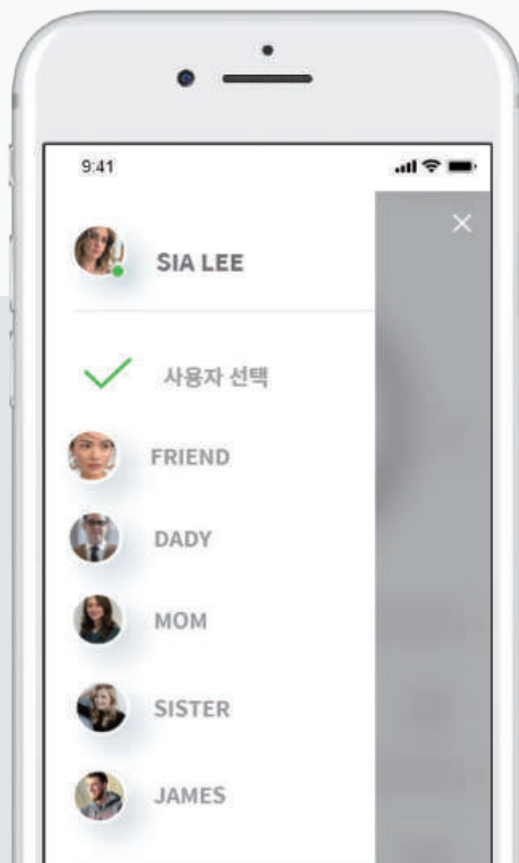 9:41
SIA LEE
사용자 선택
FRIEND
DADY
MOM
SISTER
JAMES